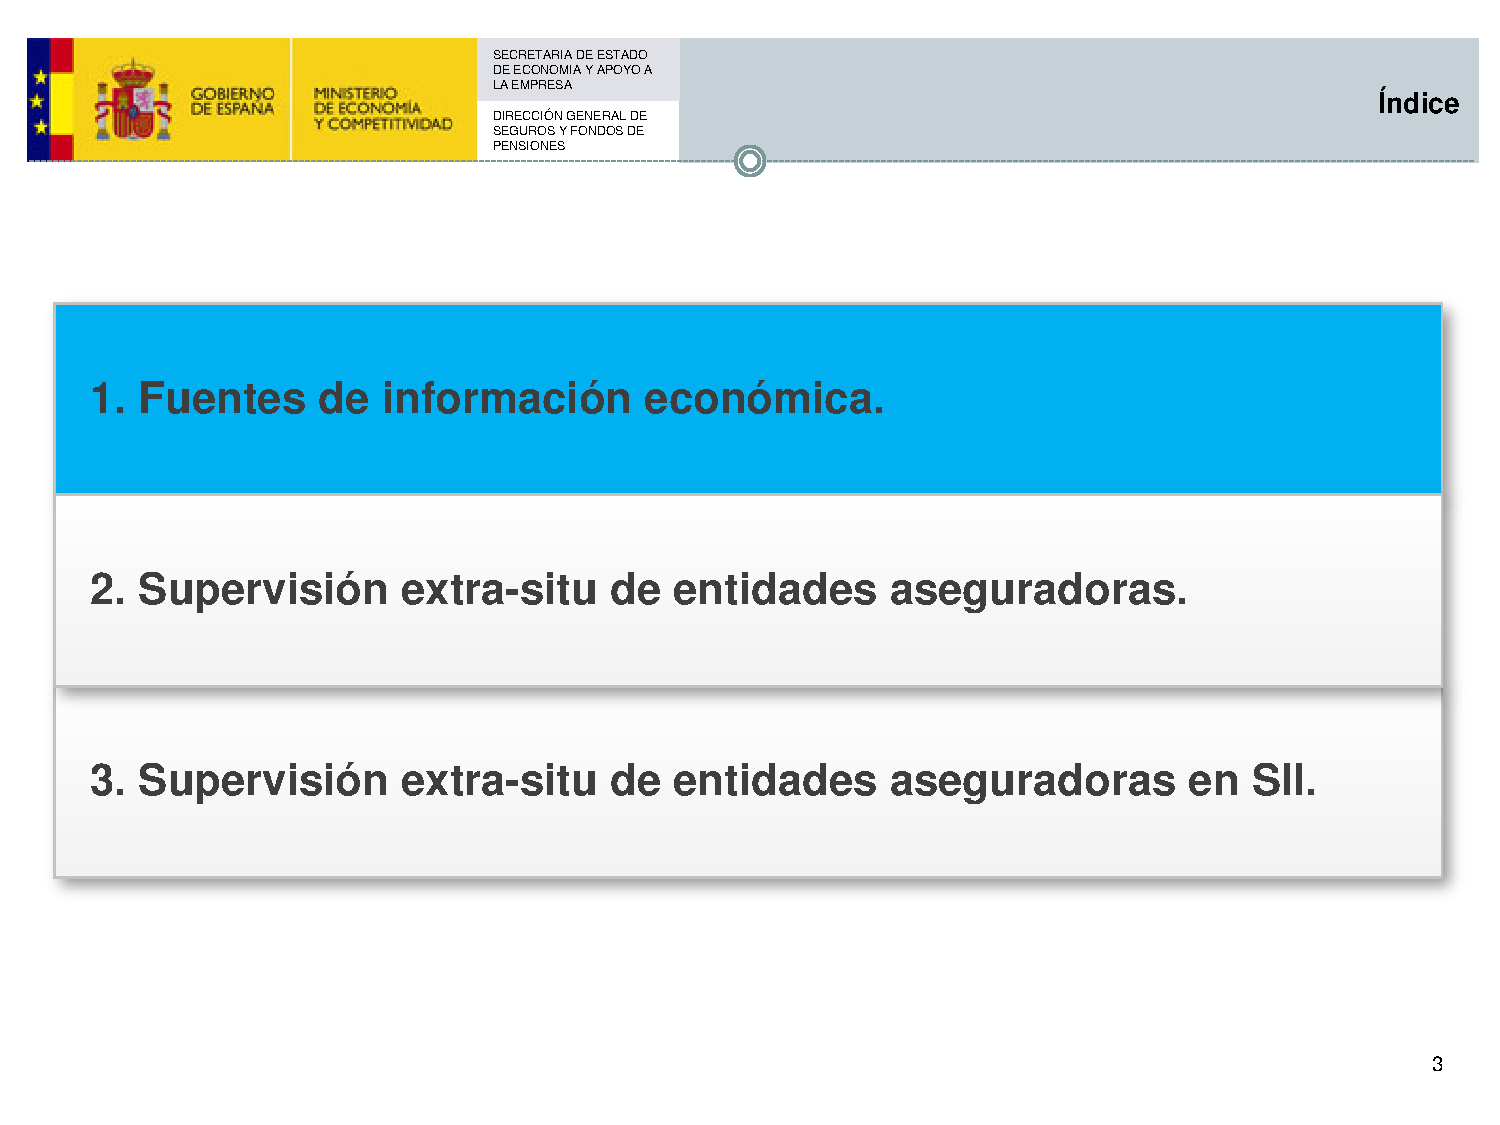 GOBIERNO
DE ESPAÑA
MINISTERIO
DE ECONOMÍA
Y COMPETITIVIDAD
SECRETARIA DE ESTADO
DE ECONOMIA Y APOYO A
LA EMPRESA
DIRECCIÓN GENERAL DE
SEGUROS Y FONDOS DE
PENSIONES
Índice
1. Fuentes de información económica.
2. Supervisión extra-situ de entidades aseguradoras.
3. Supervisión extra-situ de entidades aseguradoras en SII.
3